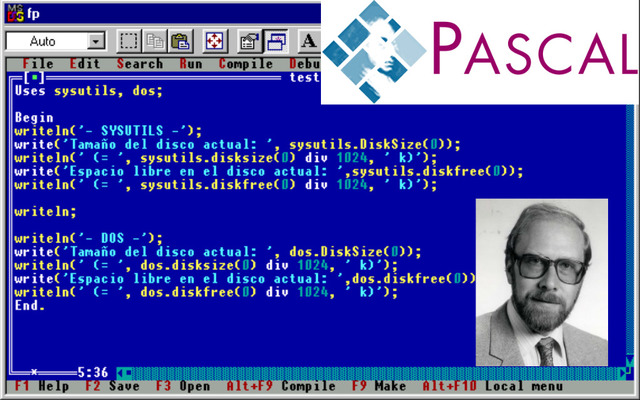 MS DOS fp
Auto
A
File Edit Search Run Compile Debu
[■] test
PASCAL
Uses sysutils, dos;
Begin
writeln('- SYSUTILS -');
write('Tamaño del disco actual: ', sysutils.DiskSize(0));
writeln(' (= ', sysutils.disksize(0) div 1024, ' k)');
write('Espacio libre en el disco actual: ',sysutils.diskfree(0));
writeln(' (= ', sysutils.diskfree(0) div 1024, ' k)');
writeln;
writeln('- DOS -');
write('Tamaño del disco actual: ', dos.DiskSize(0));
writeln(' (= ', dos.disksize(0) div 1024, ' k)');
write('Espacio libre en el disco actual: ',dos.diskfree(0))
writeln(' (= ', dos.diskfree(0) div 1024, ' k)');
End.
5:36
F1 Help F2 Save F3 Open Alt+F9 Compile F9 Make Alt+F10 Local menu